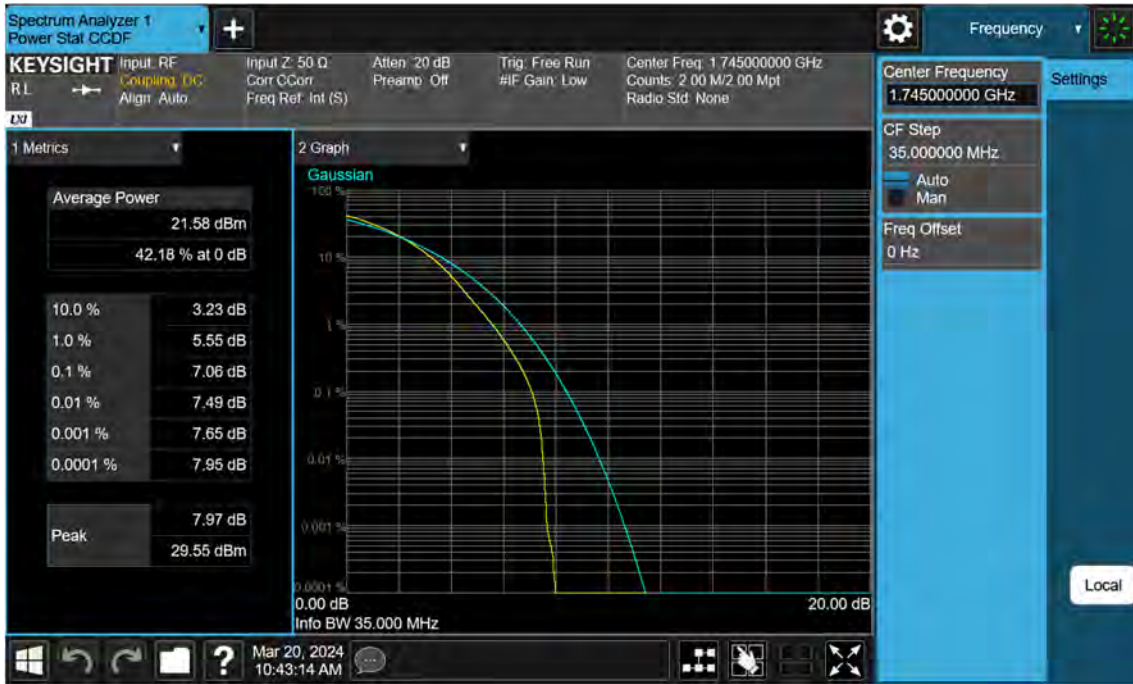 Spectrum Analyzer 1
Power Stat CCDF
+
Frequency
KEYSIGHT
RL
LXI
Input: RF
Coupling: DC
Align: Auto
Input Z: 50 Ω
Corr CCorr
Freq Ref: Int (S)
Atten: 20 dB
Preamp: Off
Trig: Free Run
#IF Gain: Low
Center Freq: 1.745000000 GHz
Counts: 2.00 M/2.00 Mpt
Radio Std: None
Center Frequency
1.745000000 GHz
Settings
CF Step
35.000000 MHz
Auto
Man
Freq Offset
0 Hz
Local
1 Metrics
Average Power
21.58 dBm
42.18 % at 0 dB
10.0 % 3.23 dB
1.0 % 5.55 dB
0.1 % 7.06 dB
0.01 % 7.49 dB
0.001 % 7.65 dB
0.0001 % 7.95 dB
Peak
7.97 dB
29.55 dBm
2 Graph
Gaussian
100 %
10 %
1 %
0.1 %
0.01 %
0.001 %
0.0001 %
0.00 dB 20.00 dB
Info BW 35.000 MHz
?
Mar 20, 2024
10:43:14 AM